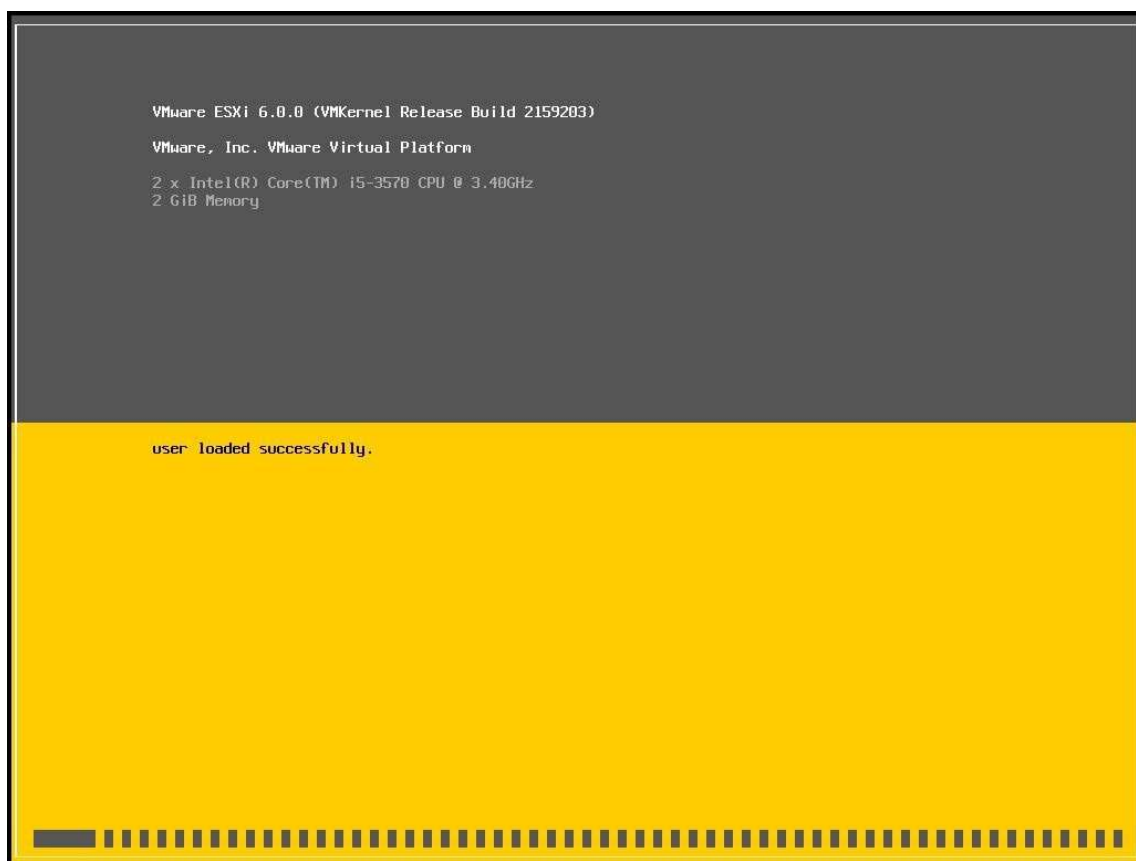 VMware ESXi 6.0.0 (VMKernel Release Build 2159203)
VMware, Inc. VMware Virtual Platform
2 x Intel(R) Core(TM) i5-3570 CPU @ 3.40GHz
2 GiB Memory
user loaded successfully.